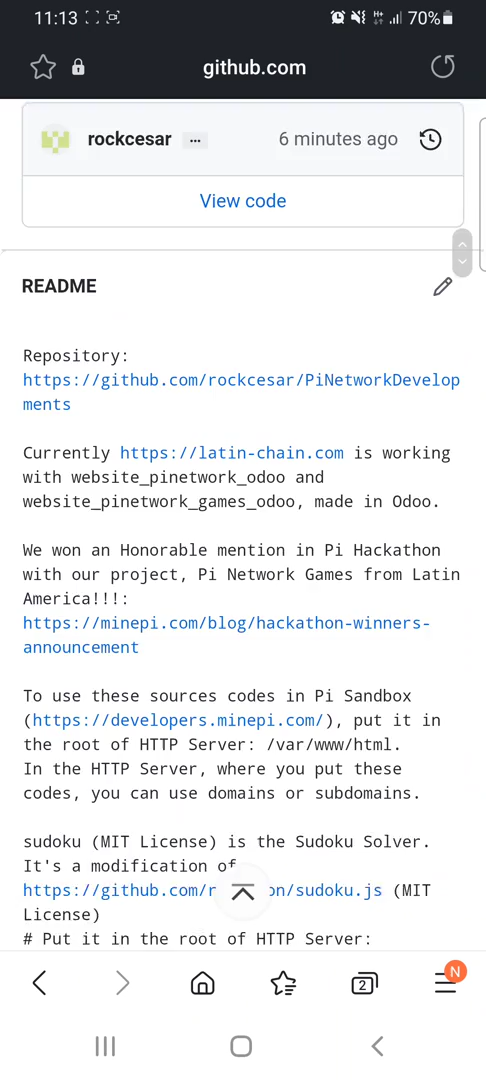 11:13
70%
github.com
rockcesar ... 6 minutes ago
View code
README
Repository:
https://github.com/rockcesar/PiNetworkDevelop
ments
Currently https://latin-chain.com is working
with website_pinetwork_odoo and
website_pinetwork_games_odoo, made in Odoo.
We won an Honorable mention in Pi Hackathon
with our project, Pi Network Games from Latin
America!!!:
https://minepi.com/blog/hackathon-winners-
announcement
To use these sources codes in Pi Sandbox
(https://developers.minepi.com/), put it in
the root of HTTP Server: /var/www/html.
In the HTTP Server, where you put these
codes, you can use domains or subdomains.
sudoku (MIT License) is the Sudoku Solver.
It's a modification of
https://github.com/r on/sudoku.js (MIT
License)
# Put it in the root of HTTP Server:
2
N